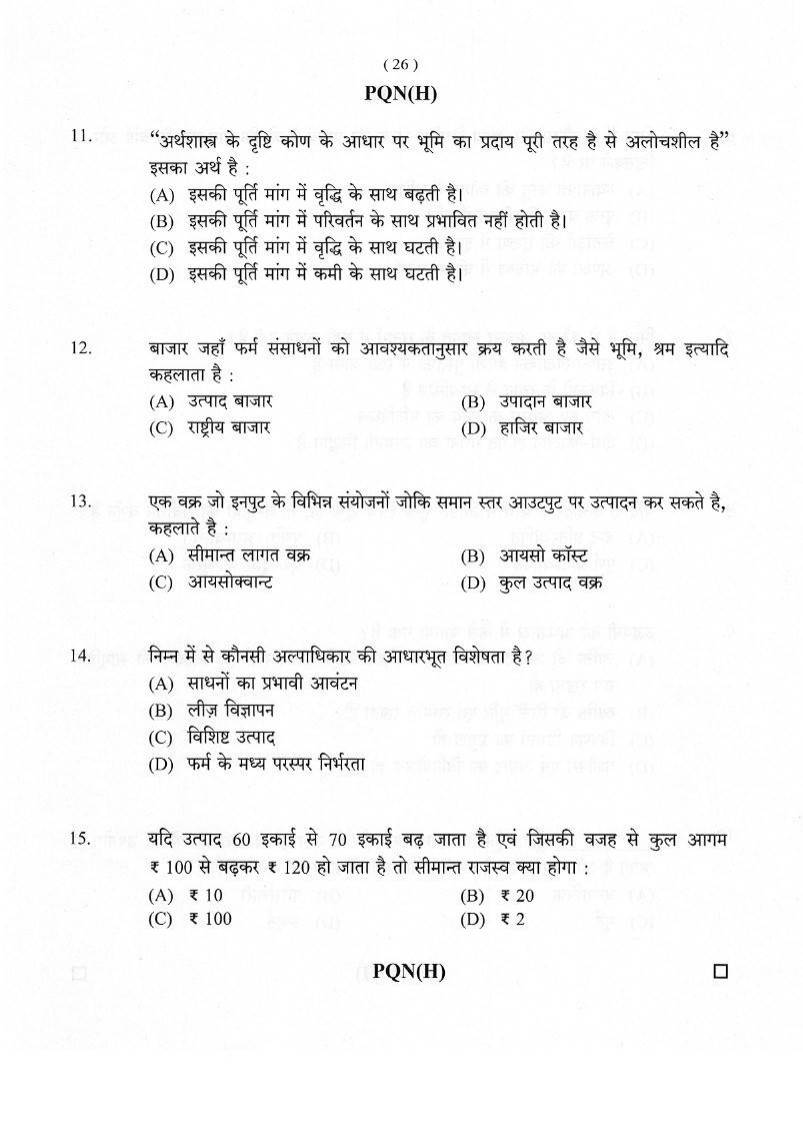 ( 26 )
PQN(H)
11. “अर्थशास्त्र के दृष्टि कोण के आधार पर भूमि का प्रदाय पूरी तरह है से अलोचशील है”
इसका अर्थ है :
(A) इसकी पूर्ति मांग में वृद्धि के साथ बढ़ती है।
(B) इसकी पूर्ति मांग में परिवर्तन के साथ प्रभावित नहीं होती है।
(C) इसकी पूर्ति मांग में वृद्धि के साथ घटती है।
(D) इसकी पूर्ति मांग में कमी के साथ घटती है।
12. बाजार जहाँ फर्म संसाधनों को आवश्यकतानुसार क्रय करती है जैसे भूमि, श्रम इत्यादि
कहलाता है :
(A) उत्पाद बाजार (B) उपादान बाजार
(C) राष्ट्रीय बाजार (D) हाजिर बाजार
13. एक वक्र जो इनपुट के विभिन्न संयोजनों जोकि समान स्तर आउटपुट पर उत्पादन कर सकते है,
कहलाते है :
(A) सीमान्त लागत वक्र (B) आयसो कॉस्ट
(C) आयसोक्वान्ट (D) कुल उत्पाद वक्र
14. निम्न में से कौनसी अल्पाधिकार की आधारभूत विशेषता है?
(A) साधनों का प्रभावी आवंटन
(B) लीज़ विज्ञापन
(C) विशिष्ट उत्पाद
(D) फर्म के मध्य परस्पर निर्भरता
15. यदि उत्पाद 60 इकाई से 70 इकाई बढ़ जाता है एवं जिसकी वजह से कुल आगम
₹ 100 से बढ़कर ₹ 120 हो जाता है तो सीमान्त राजस्व क्या होगा :
(A) ₹ 10 (B) ₹ 20
(C) ₹ 100 (D) ₹ 2
PQN(H)